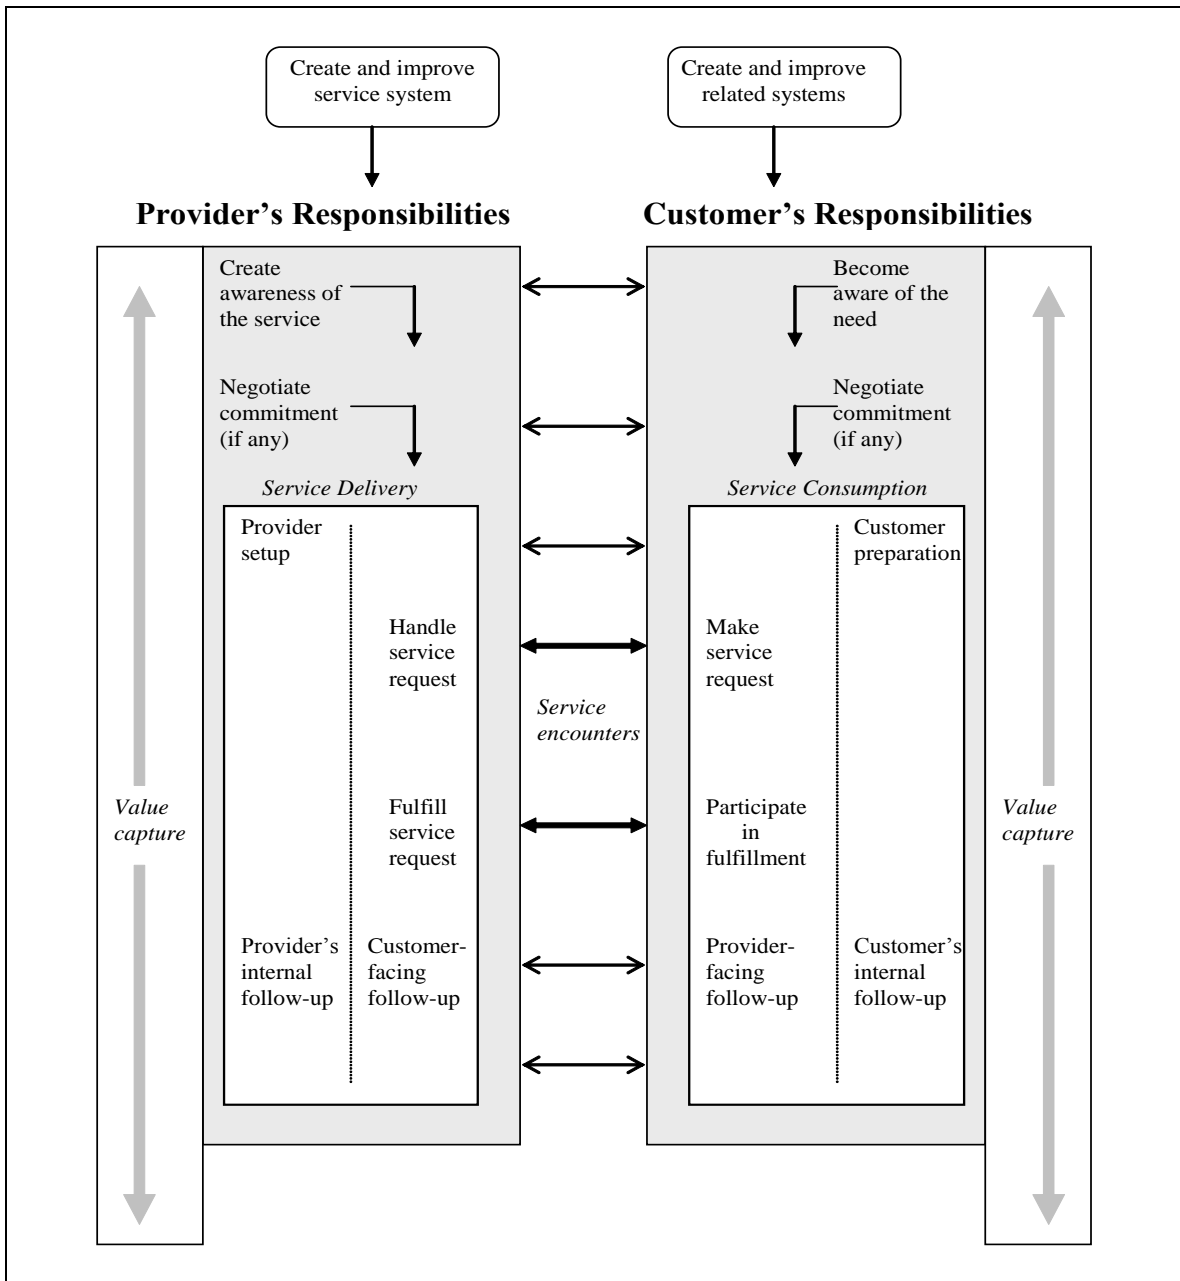 Create and improve
service system
Create and improve
related systems
Provider’s Responsibilities
Customer’s Responsibilities
Create
awareness of
the service
Become
aware of the
need
Negotiate
commitment
(if any)
Negotiate
commitment
(if any)
Service Delivery
Service Consumption
Provider
setup
Customer
preparation
Handle
service
request
Make
service
request
Service
encounters
Value
capture
Fulfill
service
request
Participate
in
fulfillment
Value
capture
Provider’s
internal
follow-up
Customer-
facing
follow-up
Provider-
facing
follow-up
Customer’s
internal
follow-up